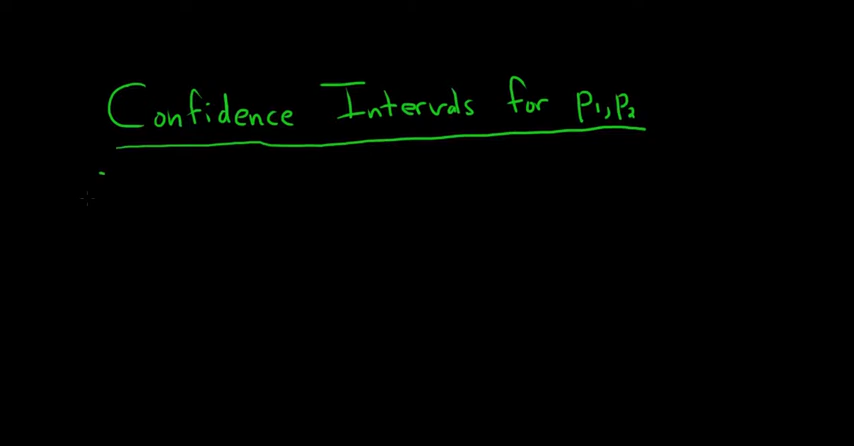 Confidence Intervals for p₁, p₂